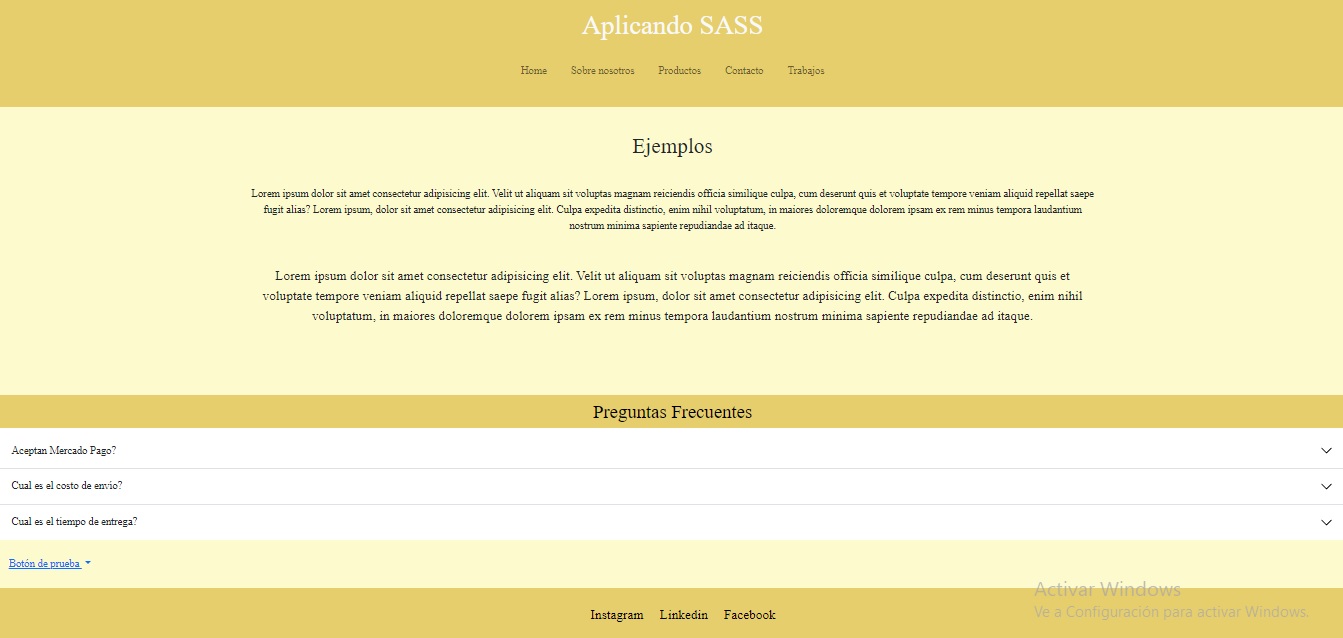 Aplicando SASS
Home Sobre nosotros Productos Contacto Trabajos
Ejemplos
Lorem ipsum dolor sit amet consectetur adipisicing elit. Velit ut aliquam sit voluptas magnam reiciendis officia similique culpa, cum deserunt quis et voluptate tempore veniam aliquid repellat saepe
fugit alias? Lorem ipsum, dolor sit amet consectetur adipisicing elit. Culpa expedita distinctio, enim nihil voluptatum, in maiores doloremque dolorem ipsam ex rem minus tempora laudantium
nostrum minima sapiente repudiandae ad itaque.
Lorem ipsum dolor sit amet consectetur adipisicing elit. Velit ut aliquam sit voluptas magnam reiciendis officia similique culpa, cum deserunt quis et
voluptate tempore veniam aliquid repellat saepe fugit alias? Lorem ipsum, dolor sit amet consectetur adipisicing elit. Culpa expedita distinctio, enim nihil
voluptatum, in maiores doloremque dolorem ipsam ex rem minus tempora laudantium nostrum minima sapiente repudiandae ad itaque.
Preguntas Frecuentes
Aceptan Mercado Pago?
Cual es el costo de envio?
Cual es el tiempo de entrega?
Botón de prueba
Activar Windows
Ve a Configuración para activar Windows.
Instagram Linkedin Facebook